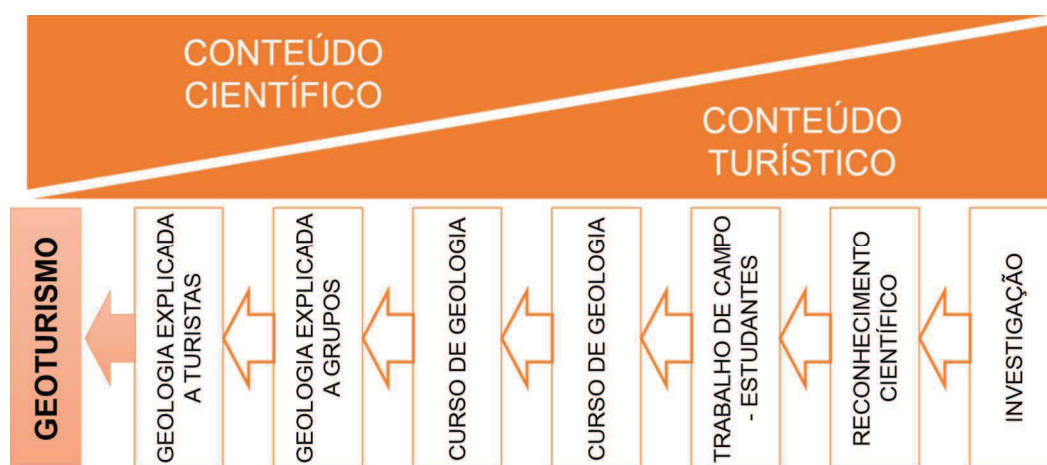 CONTEÚDO
CIENTÍFICO
CONTEÚDO
TURÍSTICO
GEOTURISMO
GEOLOGIA EXPLICADA
A TURISTAS
GEOLOGIA EXPLICADA
A GRUPOS
CURSO DE GEOLOGIA
CURSO DE GEOLOGIA
TRABALHO DE CAMPO
- ESTUDANTES
RECONHECIMENTO
CIENTÍFICO
INVESTIGAÇÃO